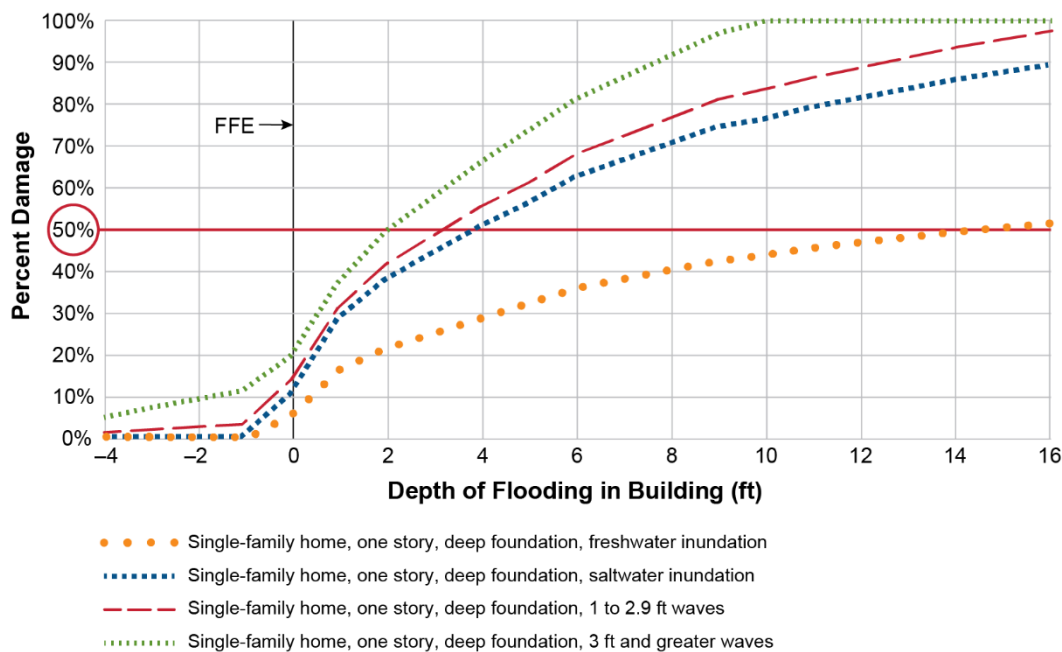 100%
90%
80%
FFE
70%
60%
50%
40%
30%
20%
10%
0%
Percent Damage
–4 –2 0 2 4 6 8 10 12 14 16
Depth of Flooding in Building (ft)
Single-family home, one story, deep foundation, freshwater inundation
Single-family home, one story, deep foundation, saltwater inundation
Single-family home, one story, deep foundation, 1 to 2.9 ft waves
Single-family home, one story, deep foundation, 3 ft and greater waves